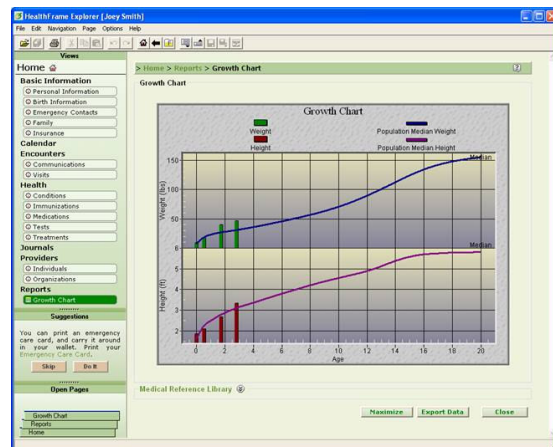 HealthFrame Explorer [Joey Smith]
File Edit Navigation Page Options Help
Views
Home
Basic Information
Personal Information
Birth Information
Emergency Contacts
Family
Insurance
Calendar
Encounters
Communications
Visits
Health
Conditions
Immunizations
Medications
Tests
Treatments
Journals
Providers
Individuals
Organizations
Reports
Growth Chart
Suggestions
You can print an emergency
care card, and carry it around
in your wallet. Print your
Emergency Care Card.
Skip Do It
Open Pages
Growth Chart
Reports
Home
> Home > Reports > Growth Chart
Growth Chart
Growth Chart
Weight Population Median Weight
Height Population Median Height
Median
150
100
50
Weight (lbs)
6
Median
5
4
3
2
Height (ft)
0 2 4 6 8 10 12 14 16 18 20
Age
Medical Reference Library
Maximize Export Data Close